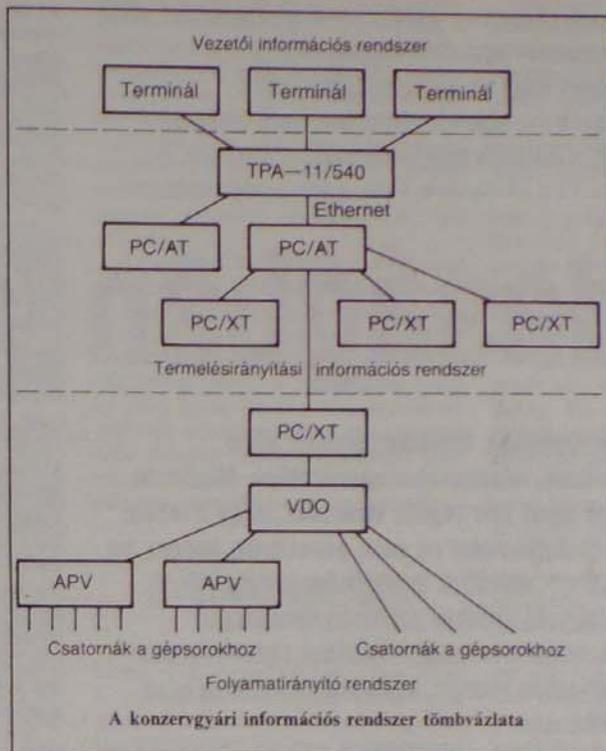 Vezetői információs rendszer
Terminál Terminál Terminál
TPA—11/540
Ethernet
PC/AT PC/AT
PC/XT PC/XT PC/XT
Termelésirányítási információs rendszer
PC/XT
VDO
APV APV
Csatornák a gépsorokhoz Csatornák a gépsorokhoz
Folyamatirányító rendszer
A konzervgyári információs rendszer tömbvázlata